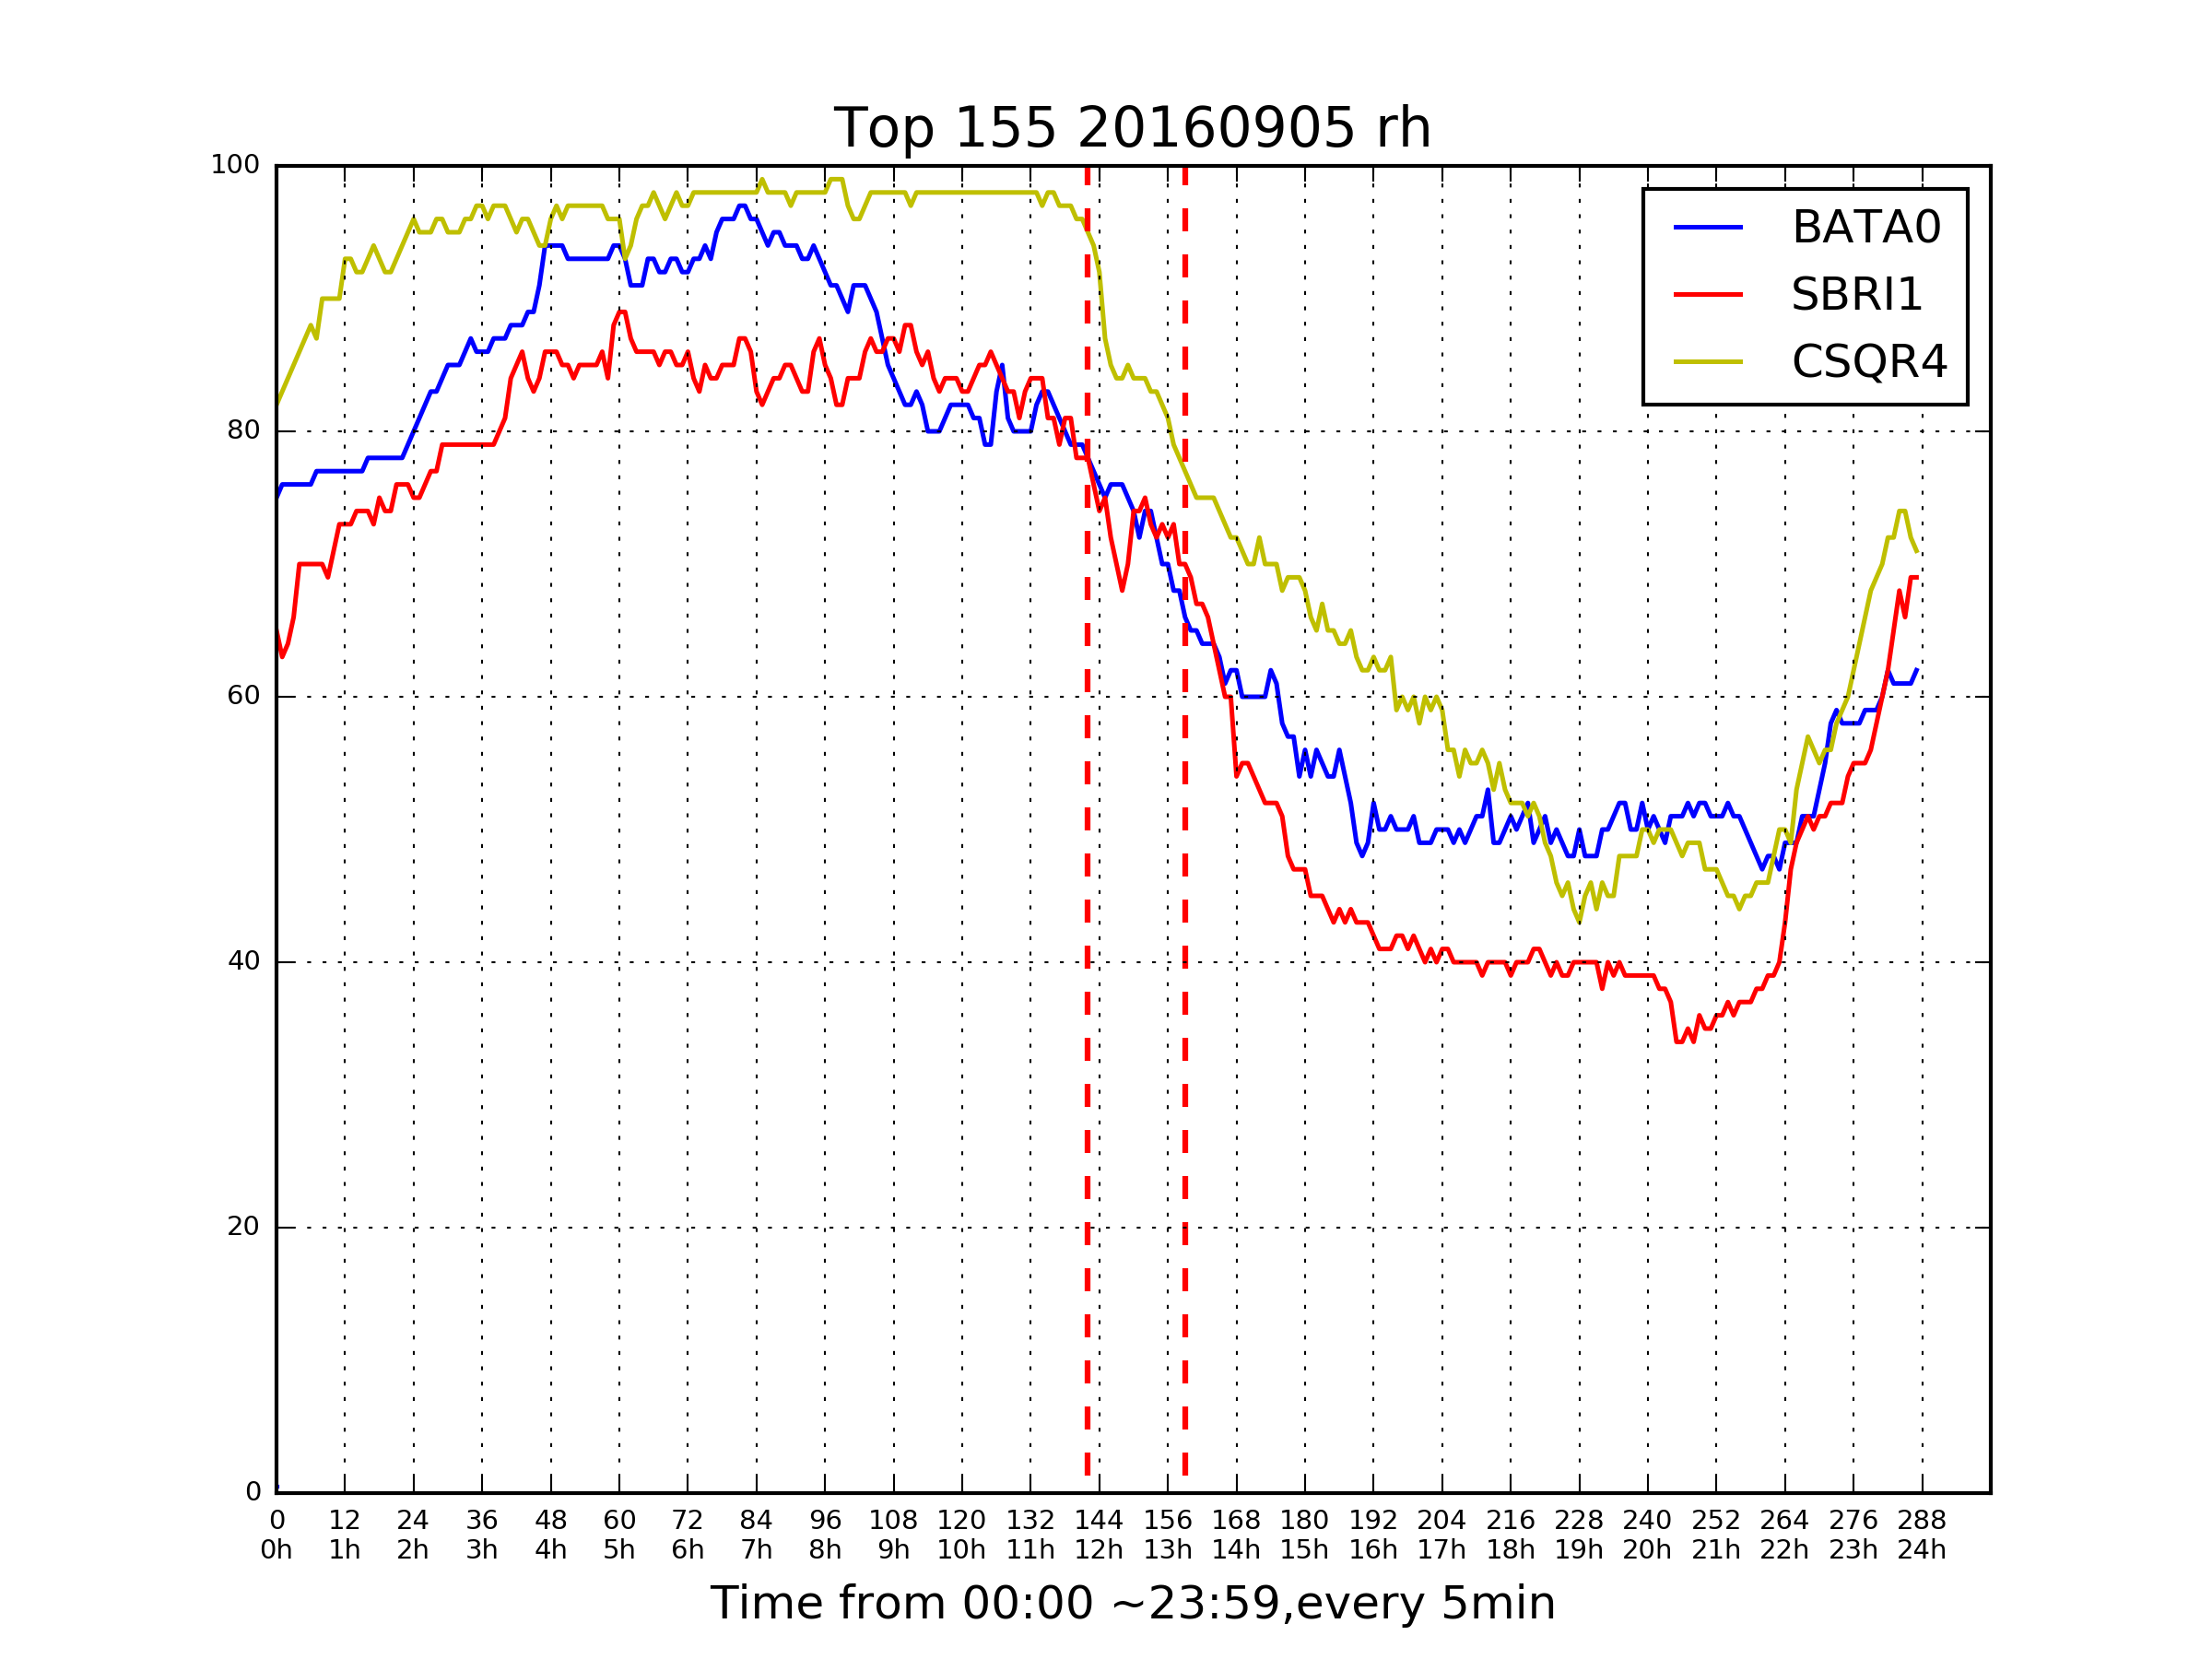 Top 155 20160905 rh
100
80
60
40
20
0
BATA0
SBRI1
CSQR4
0 12 24 36 48 60 72 84 96 108 120 132 144 156 168 180 192 204 216 228 240 252 264 276 288
0h 1h 2h 3h 4h 5h 6h 7h 8h 9h 10h 11h 12h 13h 14h 15h 16h 17h 18h 19h 20h 21h 22h 23h 24h
Time from 00:00 ~23:59,every 5min